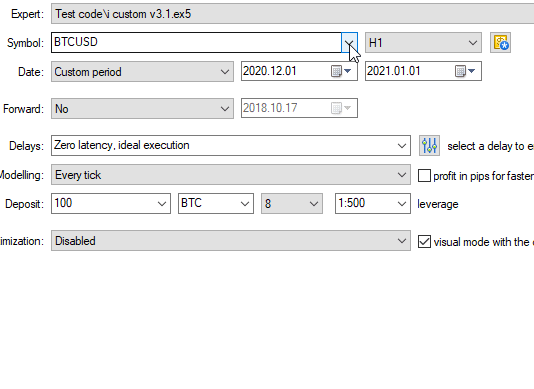 Expert: Test code\i custom v3.1.ex5
Symbol: BTCUSD H1
Date: Custom period 2020.12.01 2021.01.01
Forward: No 2018.10.17
Delays: Zero latency, ideal execution select a delay to e
Modelling: Every tick profit in pips for faster
Deposit: 100 BTC 8 1:500 leverage
imization: Disabled visual mode with the